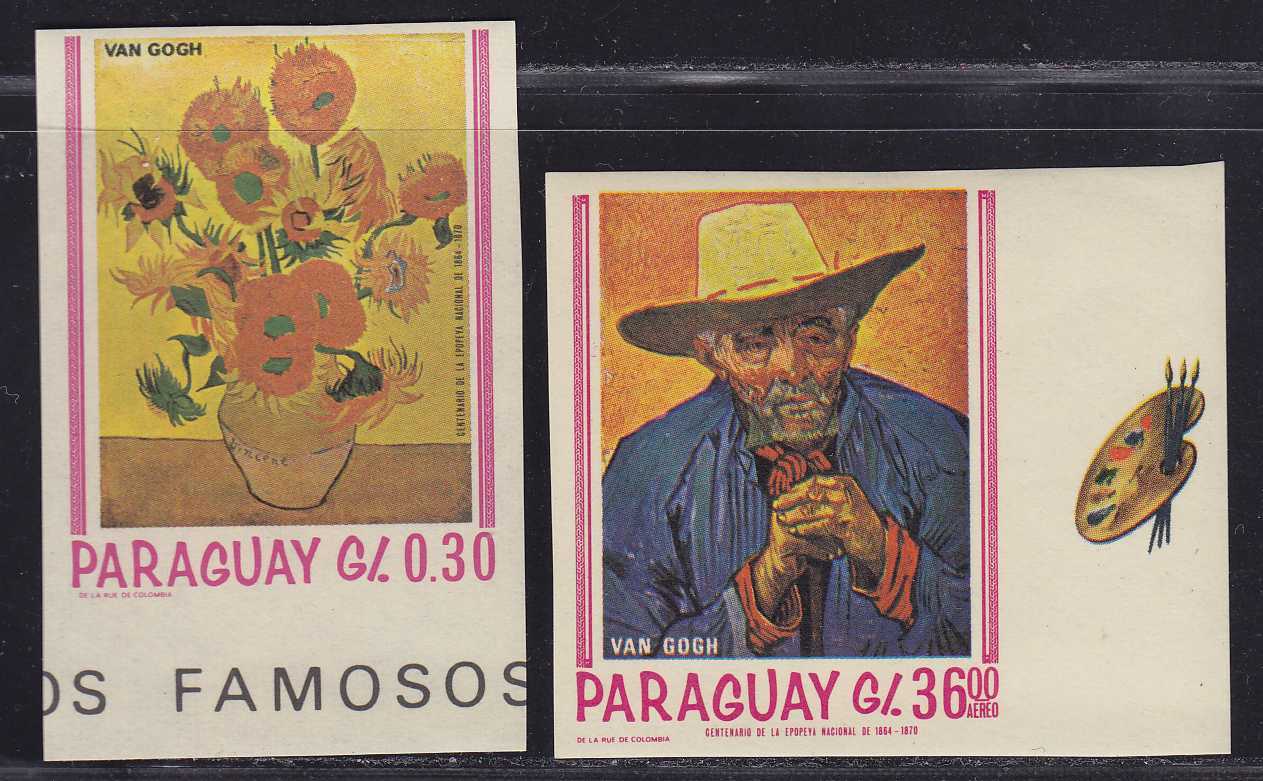 VAN GOGH
CENTENARIO DE LA EPOPEYA NACIONAL DE 1864-1870
Vincent
PARAGUAY G/. 0.30
DE LA RUE DE COLOMBIA
OS FAMOSOS
VAN GOGH
PARAGUAY G/. 36.00
AEREO
CENTENARIO DE LA EPOPEYA NACIONAL DE 1864-1870
DE LA RUE DE COLOMBIA